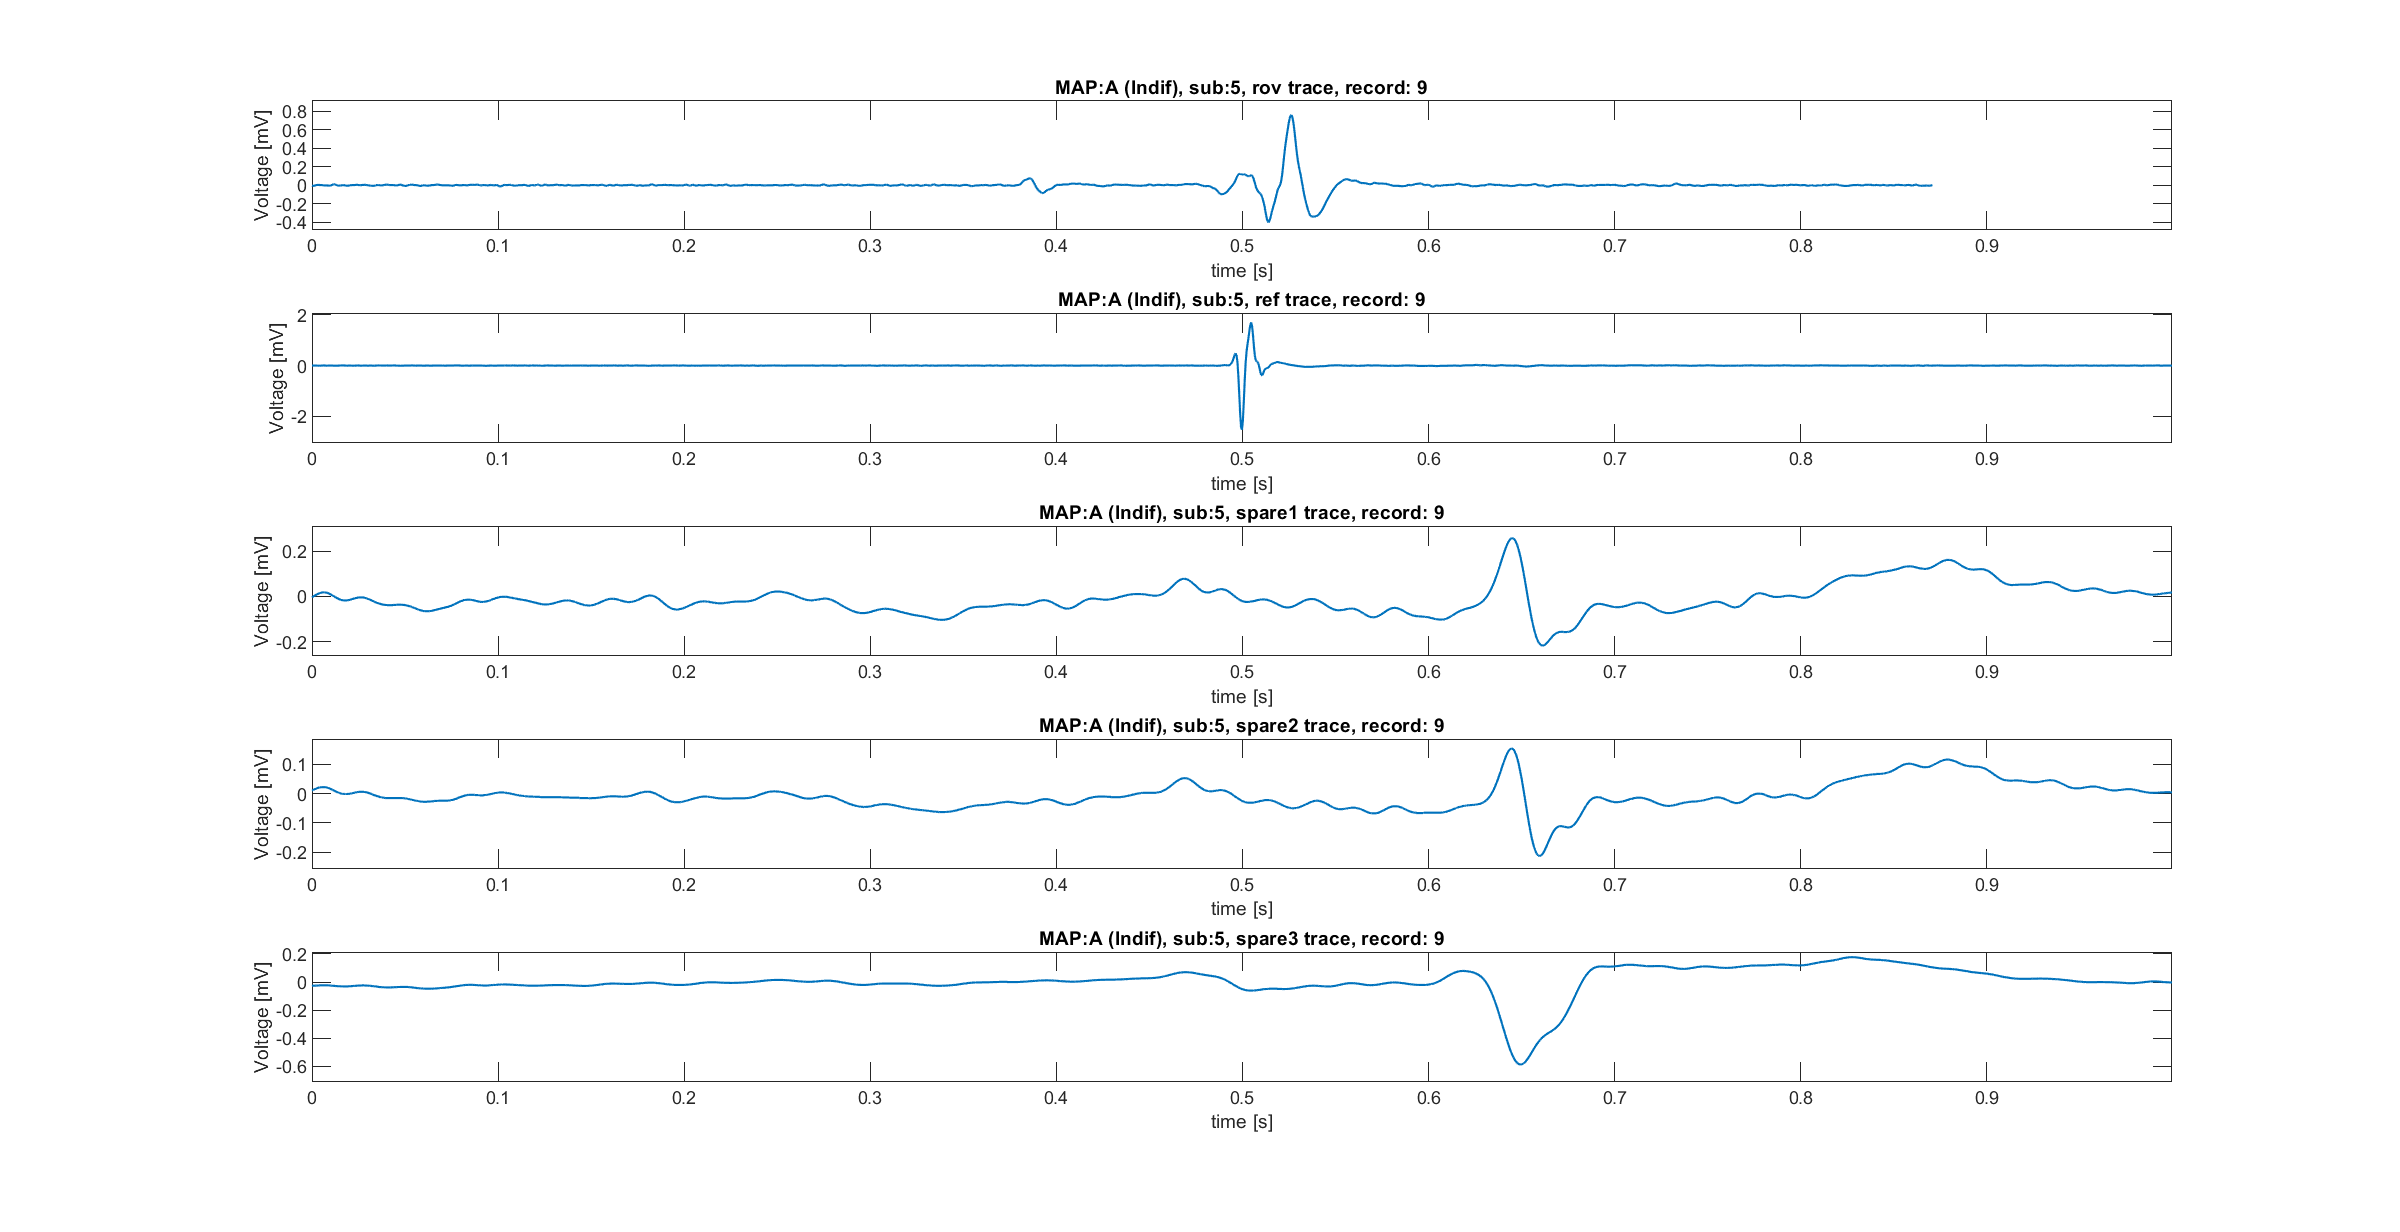 MAP:A (Indif), sub:5, rov trace, record: 9
Voltage [mV]
0.8
0.6
0.4
0.2
0
-0.2
-0.4
0 0.1 0.2 0.3 0.4 0.5 0.6 0.7 0.8 0.9
time [s]
MAP:A (Indif), sub:5, ref trace, record: 9
Voltage [mV]
2
0
-2
0 0.1 0.2 0.3 0.4 0.5 0.6 0.7 0.8 0.9
time [s]
MAP:A (Indif), sub:5, spare1 trace, record: 9
Voltage [mV]
0.2
0
-0.2
0 0.1 0.2 0.3 0.4 0.5 0.6 0.7 0.8 0.9
time [s]
MAP:A (Indif), sub:5, spare2 trace, record: 9
Voltage [mV]
0.1
0
-0.1
-0.2
0 0.1 0.2 0.3 0.4 0.5 0.6 0.7 0.8 0.9
time [s]
MAP:A (Indif), sub:5, spare3 trace, record: 9
Voltage [mV]
0.2
0
-0.2
-0.4
-0.6
0 0.1 0.2 0.3 0.4 0.5 0.6 0.7 0.8 0.9
time [s]